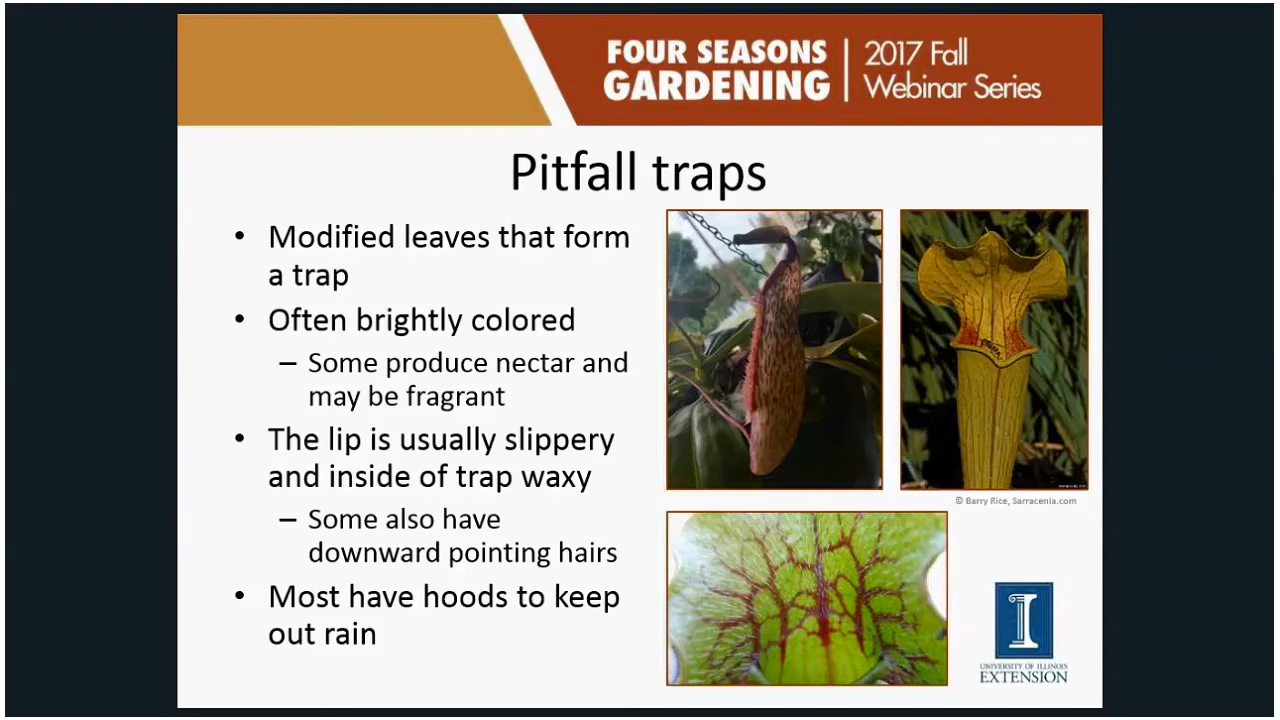 FOUR SEASONS
GARDENING
2017 Fall
Webinar Series
Pitfall traps
• Modified leaves that form
a trap
• Often brightly colored
– Some produce nectar and
may be fragrant
• The lip is usually slippery
and inside of trap waxy
– Some also have
downward pointing hairs
• Most have hoods to keep
out rain
© Barry Rice, Sarracenia.com
I
UNIVERSITY OF ILLINOIS
EXTENSION